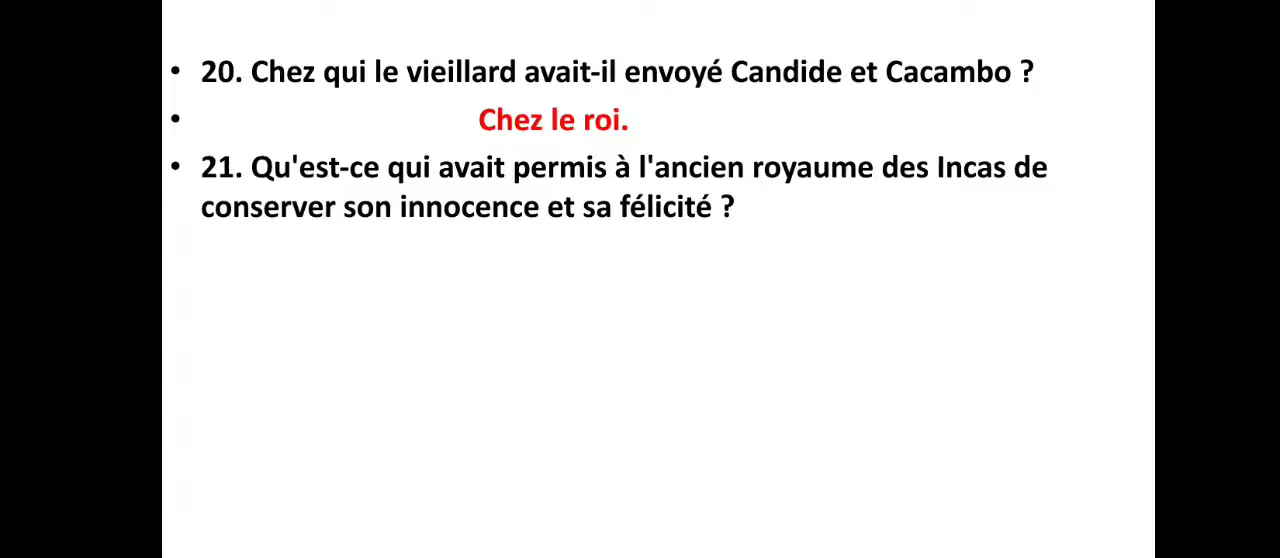 • 20. Chez qui le vieillard avait-il envoyé Candide et Cacambo ?
• Chez le roi.
• 21. Qu'est-ce qui avait permis à l'ancien royaume des Incas de
conserver son innocence et sa félicité ?